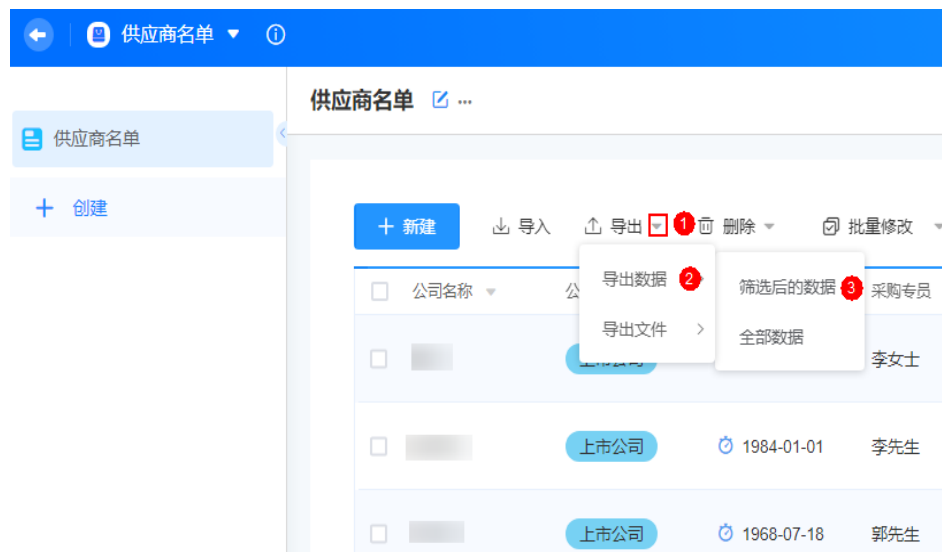 供应商名单
供应商名单
供应商名单
创建
新建 导入 导出 1 删除 批量修改
导出数据 2
筛选后的数据 3
导出文件
全部数据
公司名称 公 采购专员
李女士
上市公司 1984-01-01 李先生
上市公司 1968-07-18 郭先生